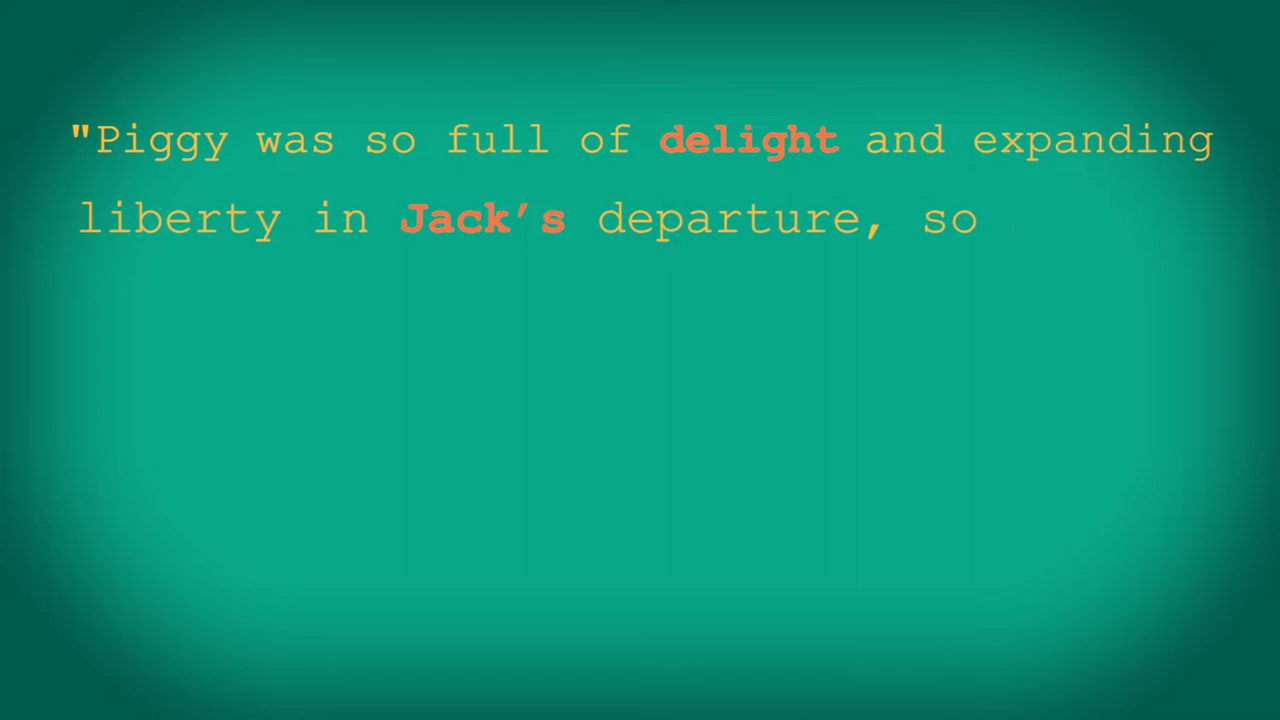 "Piggy was so full of delight and expanding
liberty in Jack’s departure, so